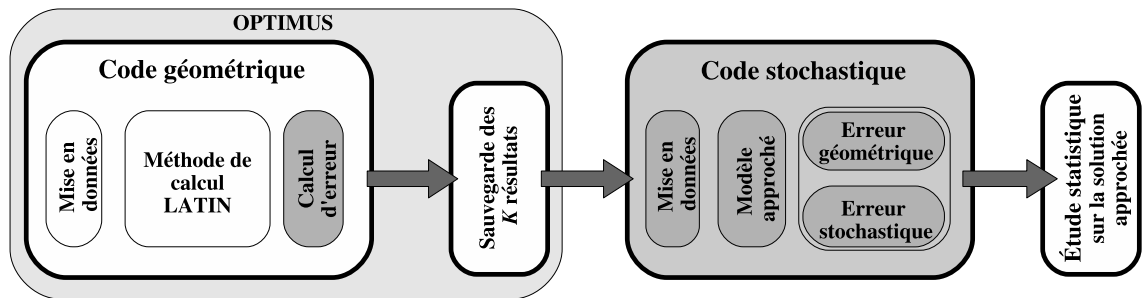 OPTIMUS
Code géométrique
Mise en
données
Méthode de
calcul
LATIN
Calcul
d'erreur
Sauvegarde des
K résultats
Code stochastique
Mise en
données
Modèle
approché
Erreur
géométrique
Erreur
stochastique
Étude statistique
sur la solution
approchée